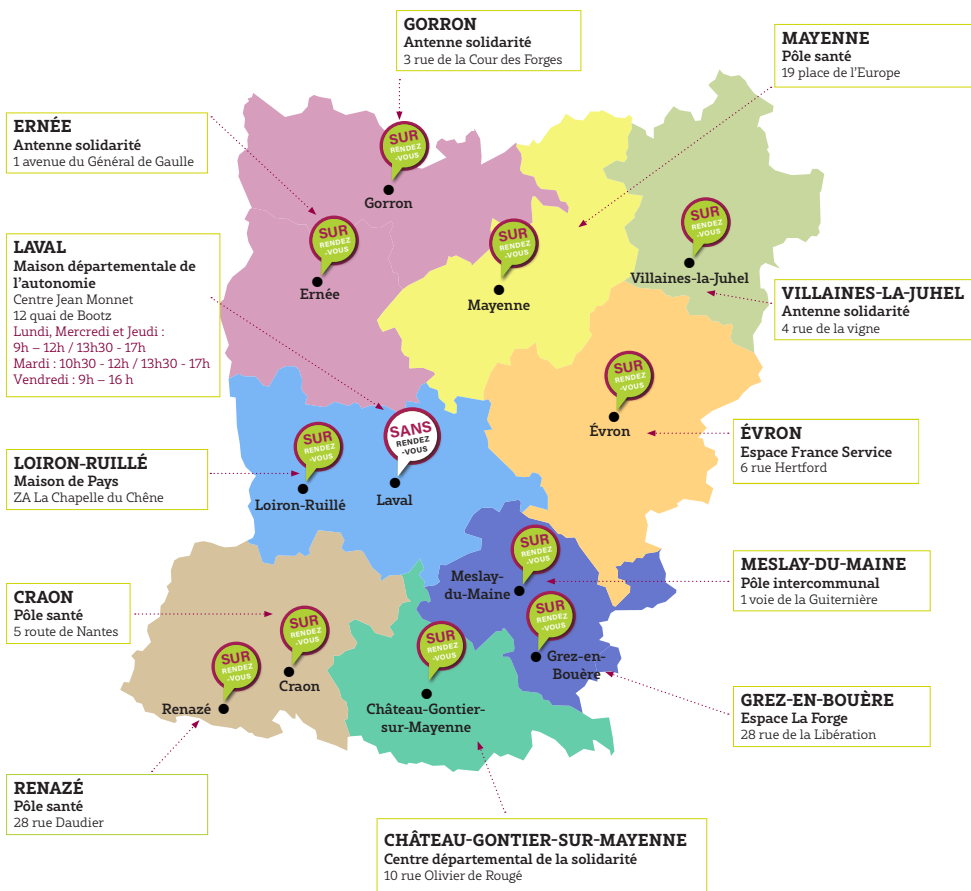 GORRON
Antenne solidarité
3 rue de la Cour des Forges
MAYENNE
Pôle santé
19 place de l'Europe
ERNÉE
Antenne solidarité
1 avenue du Général de Gaulle
LAVAL
Maison départementale de
l'autonomie
Centre Jean Monnet
12 quai de Bootz
Lundi, Mercredi et Jeudi :
9h – 12h / 13h30 - 17h
Mardi : 10h30 - 12h / 13h30 - 17h
Vendredi : 9h – 16 h
VILLAINES-LA-JUHEL
Antenne solidarité
4 rue de la vigne
ÉVRON
Espace France Service
6 rue Hertford
LOIRON-RUILLÉ
Maison de Pays
ZA La Chapelle du Chêne
MESLAY-DU-MAINE
Pôle intercommunal
1 voie de la Guiternière
CRAON
Pôle santé
5 route de Nantes
GREZ-EN-BOUÈRE
Espace La Forge
28 rue de la Libération
RENAZÉ
Pôle santé
28 rue Daudier
CHÂTEAU-GONTIER-SUR-MAYENNE
Centre départemental de la solidarité
10 rue Olivier de Rougé
SUR
RENDEZ
-VOUS
Gorron
SUR
RENDEZ
-VOUS
Ernée
SUR
RENDEZ
-VOUS
Mayenne
SUR
RENDEZ
-VOUS
Villaines-la-Juhel
SUR
RENDEZ
-VOUS
Évron
SUR
RENDEZ
-VOUS
Loiron-Ruillé
SANS
RENDEZ
-VOUS
Laval
SUR
RENDEZ
-VOUS
Meslay-
du-Maine
SUR
RENDEZ
-VOUS
Grez-en-
Bouère
SUR
RENDEZ
-VOUS
Craon
SUR
RENDEZ
-VOUS
Renazé
SUR
RENDEZ
-VOUS
Château-Gontier-
sur-Mayenne